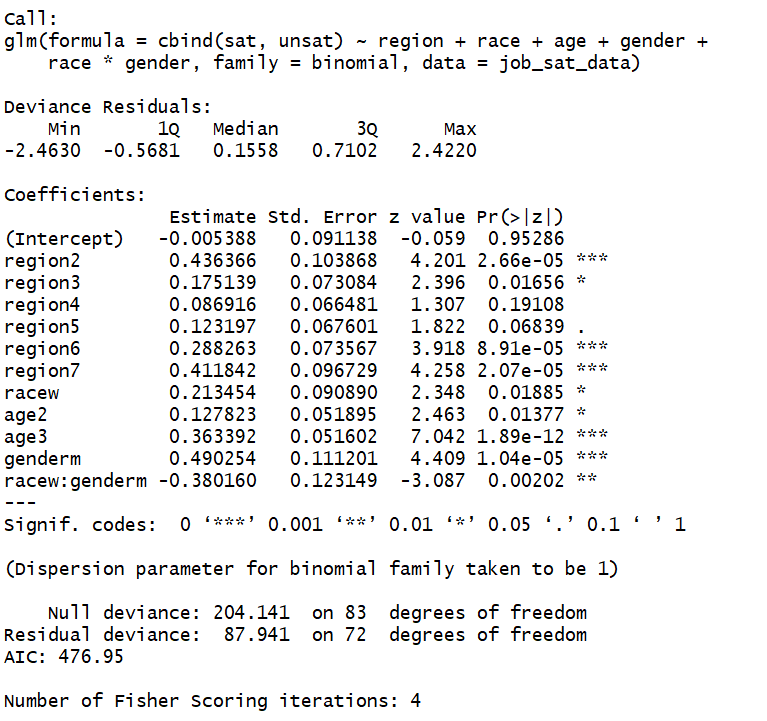 Call:
glm(formula = cbind(sat, unsat) ~ region + race + age + gender +
    race * gender, family = binomial, data = job_sat_data)

Deviance Residuals:
    Min       1Q   Median       3Q      Max
-2.4630  -0.5681   0.1558   0.7102   2.4220

Coefficients:
              Estimate Std. Error z value Pr(>|z|)
(Intercept)  -0.005388   0.091138  -0.059  0.95286
region2       0.436366   0.103868   4.201 2.66e-05 ***
region3       0.175139   0.073084   2.396  0.01656 *
region4       0.086916   0.066481   1.307  0.19108
region5       0.123197   0.067601   1.822  0.06839 .
region6       0.288263   0.073567   3.918 8.91e-05 ***
region7       0.411842   0.096729   4.258 2.07e-05 ***
racew         0.213454   0.090890   2.348  0.01885 *
age2          0.127823   0.051895   2.463  0.01377 *
age3          0.363392   0.051602   7.042 1.89e-12 ***
genderm       0.490254   0.111201   4.409 1.04e-05 ***
racew:genderm -0.380160   0.123149  -3.087  0.00202 **
---
Signif. codes:  0 ‘***’ 0.001 ‘**’ 0.01 ‘*’ 0.05 ‘.’ 0.1 ‘ ’ 1

(Dispersion parameter for binomial family taken to be 1)

    Null deviance: 204.141  on 83  degrees of freedom
Residual deviance:  87.941  on 72  degrees of freedom
AIC: 476.95

Number of Fisher Scoring iterations: 4